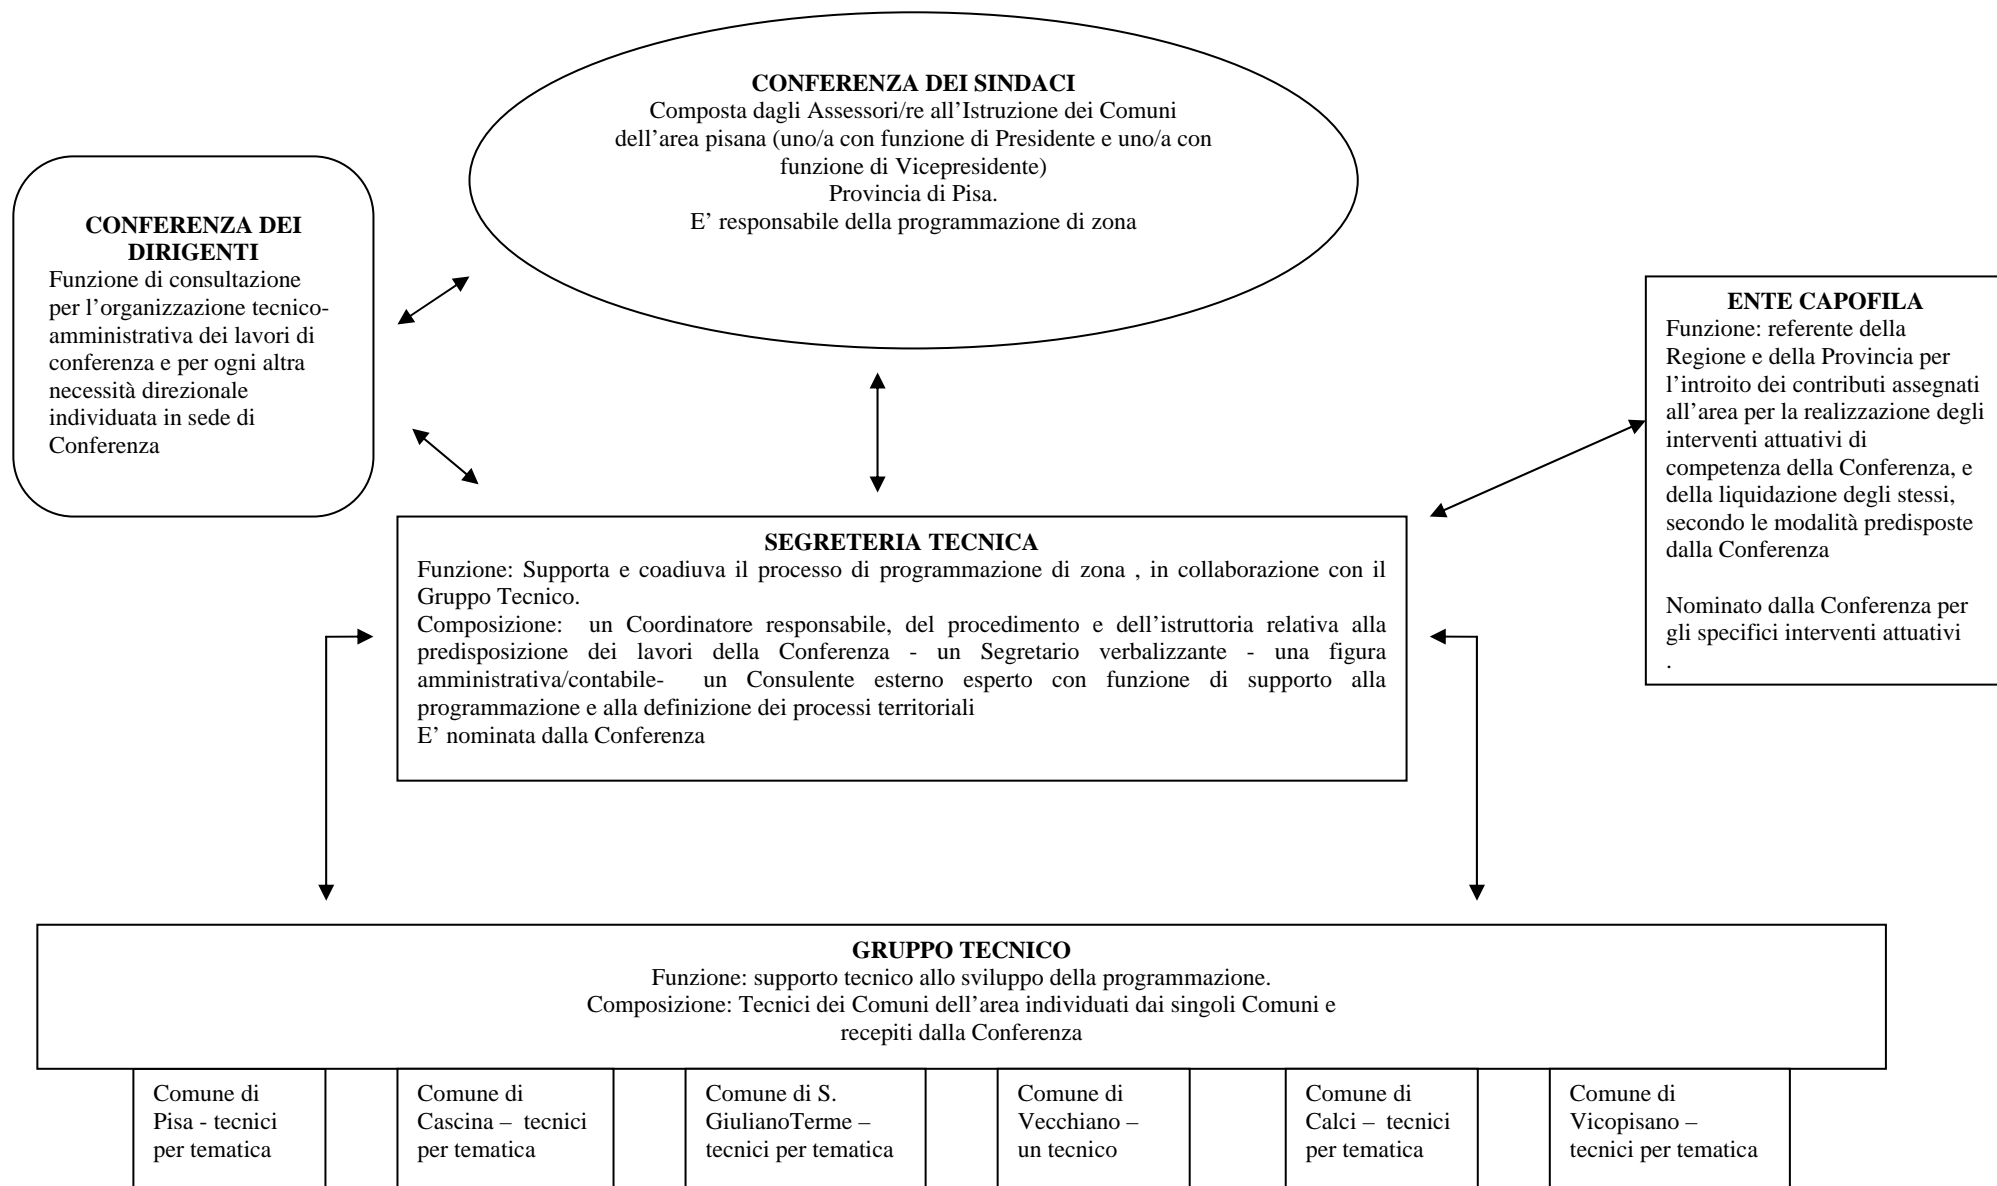 CONFERENZA DEI SINDACI
Composta dagli Assessori/re all’Istruzione dei Comuni
dell’area pisana (uno/a con funzione di Presidente e uno/a con
funzione di Vicepresidente)
Provincia di Pisa.
E’ responsabile della programmazione di zona
CONFERENZA DEI
DIRIGENTI
Funzione di consultazione
per l’organizzazione tecnico-
amministrativa dei lavori di
conferenza e per ogni altra
necessità direzionale
individuata in sede di
Conferenza
ENTE CAPOFILA
Funzione: referente della
Regione e della Provincia per
l’introito dei contributi assegnati
all’area per la realizzazione degli
interventi attuativi di
competenza della Conferenza, e
della liquidazione degli stessi,
secondo le modalità predisposte
dalla Conferenza
Nominato dalla Conferenza per
gli specifici interventi attuativi
.
SEGRETERIA TECNICA
Funzione: Supporta e coadiuva il processo di programmazione di zona , in collaborazione con il
Gruppo Tecnico.
Composizione: un Coordinatore responsabile, del procedimento e dell’istruttoria relativa alla
predisposizione dei lavori della Conferenza - un Segretario verbalizzante - una figura
amministrativa/contabile- un Consulente esterno esperto con funzione di supporto alla
programmazione e alla definizione dei processi territoriali
E’ nominata dalla Conferenza
GRUPPO TECNICO
Funzione: supporto tecnico allo sviluppo della programmazione.
Composizione: Tecnici dei Comuni dell’area individuati dai singoli Comuni e
recepiti dalla Conferenza
Comune di
Pisa - tecnici
per tematica
Comune di
Cascina – tecnici
per tematica
Comune di S.
GiulianoTerme –
tecnici per tematica
Comune di
Vecchiano –
un tecnico
Comune di
Calci – tecnici
per tematica
Comune di
Vicopisano –
tecnici per tematica